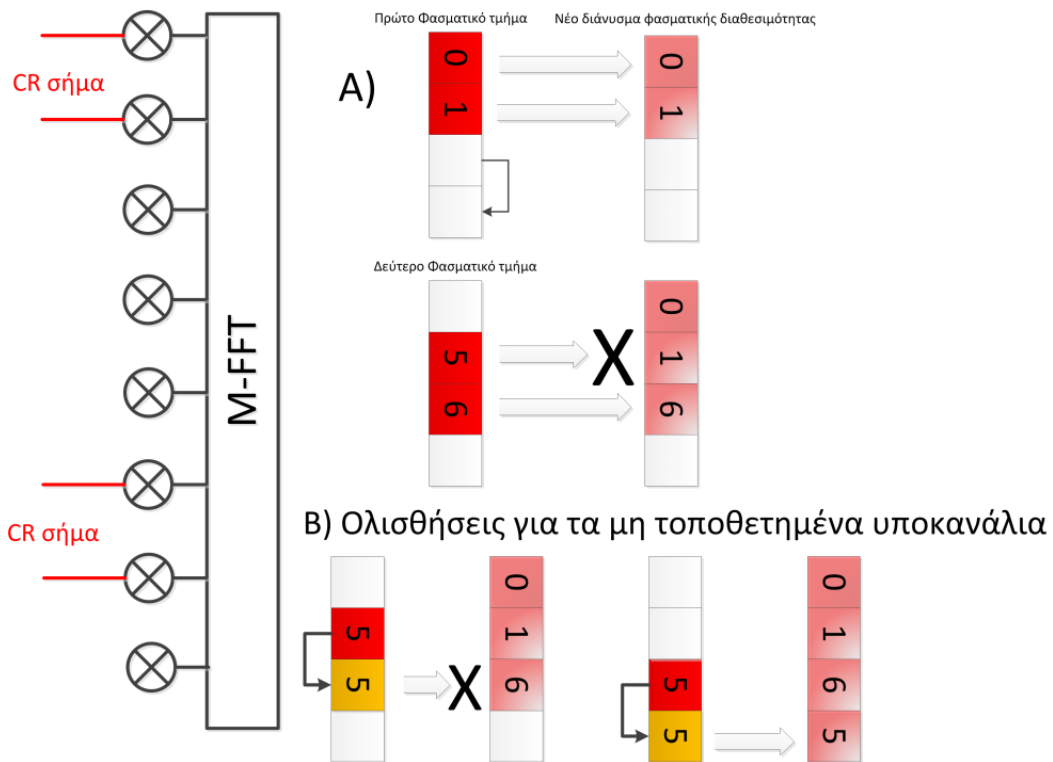 CR σήμα
CR σήμα
M-FFT
Πρώτο Φασματικό τμήμα
Νέο διάνυσμα φασματικής διαθεσιμότητας
A)
0
1
0
1
Δεύτερο Φασματικό τμήμα
5
6
X
0
1
6
B) Ολισθήσεις για τα μη τοποθετημένα υποκανάλια
5
5
X
0
1
6
5
5
0
1
6
5